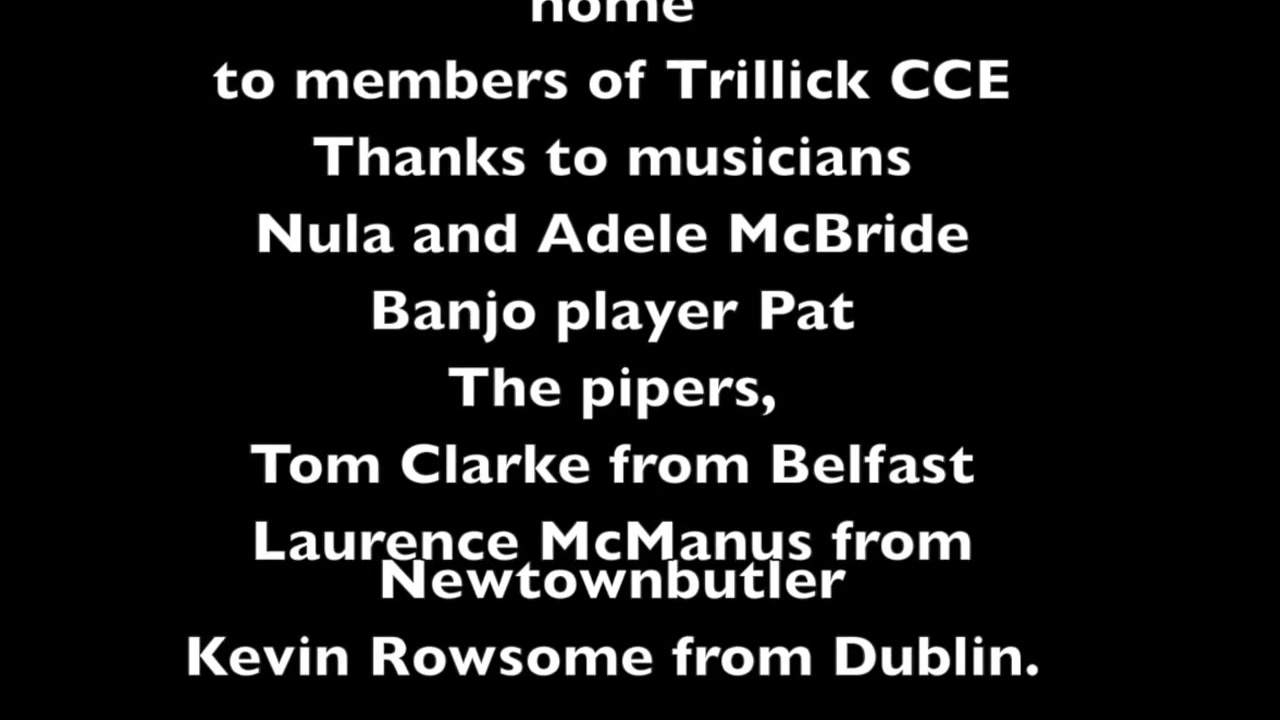 home
to members of Trillick CCE
Thanks to musicians
Nula and Adele McBride
Banjo player Pat
The pipers,
Tom Clarke from Belfast
Laurence McManus from
Newtownbutler
Kevin Rowsome from Dublin.